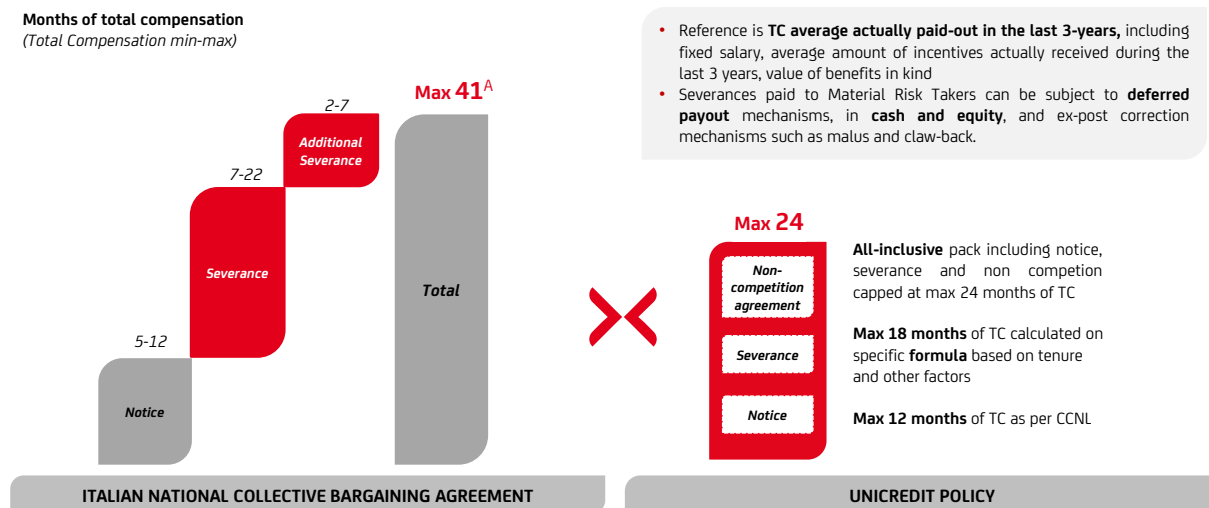 Months of total compensation
(Total Compensation min-max)
Max 41A
2-7
Additional
Severance
7-22
Severance
Total
5-12
Notice
ITALIAN NATIONAL COLLECTIVE BARGAINING AGREEMENT
• Reference is TC average actually paid-out in the last 3-years, including
fixed salary, average amount of incentives actually received during the
last 3 years, value of benefits in kind
• Severances paid to Material Risk Takers can be subject to deferred
payout mechanisms, in cash and equity, and ex-post correction
mechanisms such as malus and claw-back.
Max 24
Non-
competition
agreement
Severance
Notice
All-inclusive pack including notice,
severance and non competion
capped at max 24 months of TC
Max 18 months of TC calculated on
specific formula based on tenure
and other factors
Max 12 months of TC as per CCNL
UNICREDIT POLICY